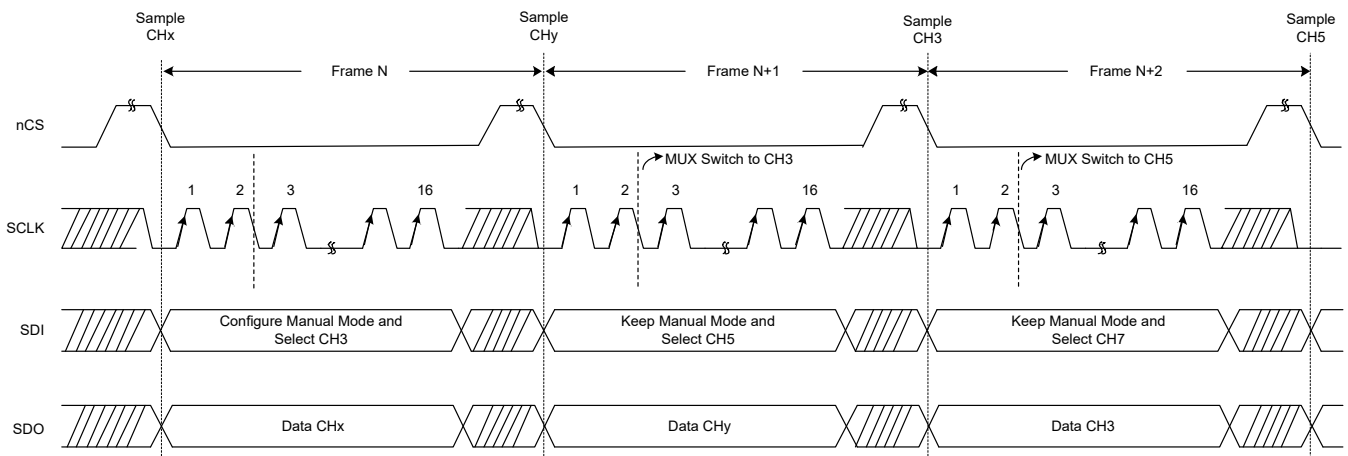 Sample
CHx
Sample
CHy
Sample
CH3
Sample
CH5
Frame N
Frame N+1
Frame N+2
nCS
MUX Switch to CH3
MUX Switch to CH5
1 2 3 16 1 2 3 16 1 2 3 16
SCLK
SDI
Configure Manual Mode and
Select CH3
Keep Manual Mode and
Select CH5
Keep Manual Mode and
Select CH7
SDO
Data CHx
Data CHy
Data CH3